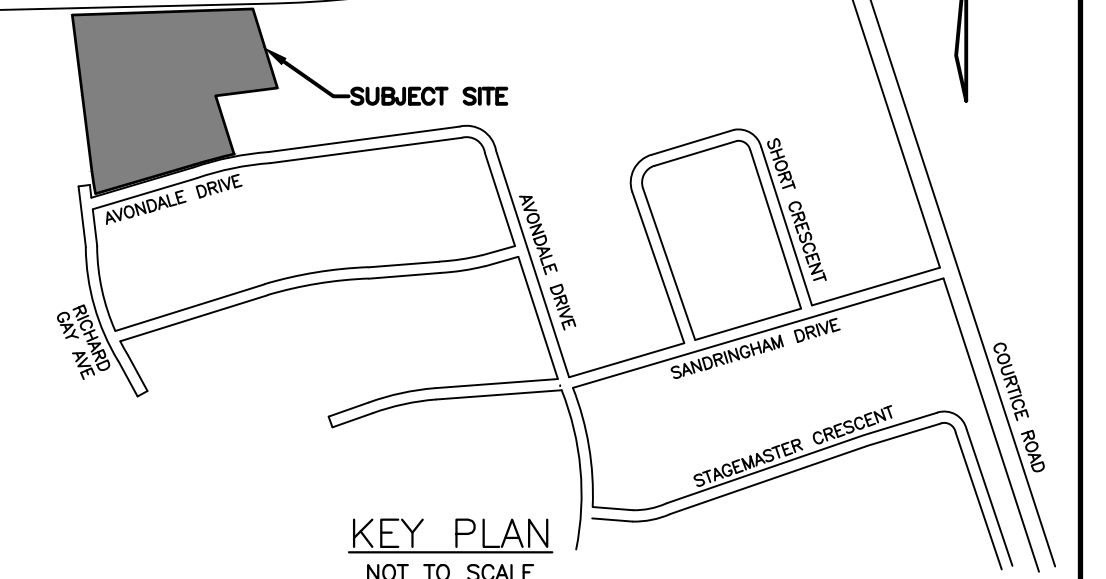 SUBJECT SITE
SHORT CRESCENT
AVONDALE DRIVE
AVONDALE DRIVE
RICHARD
GAY AVE
SANDRINGHAM DRIVE
COURTICE ROAD
STAGEMASTER CRESCENT
KEY PLAN
NOT TO SCALE